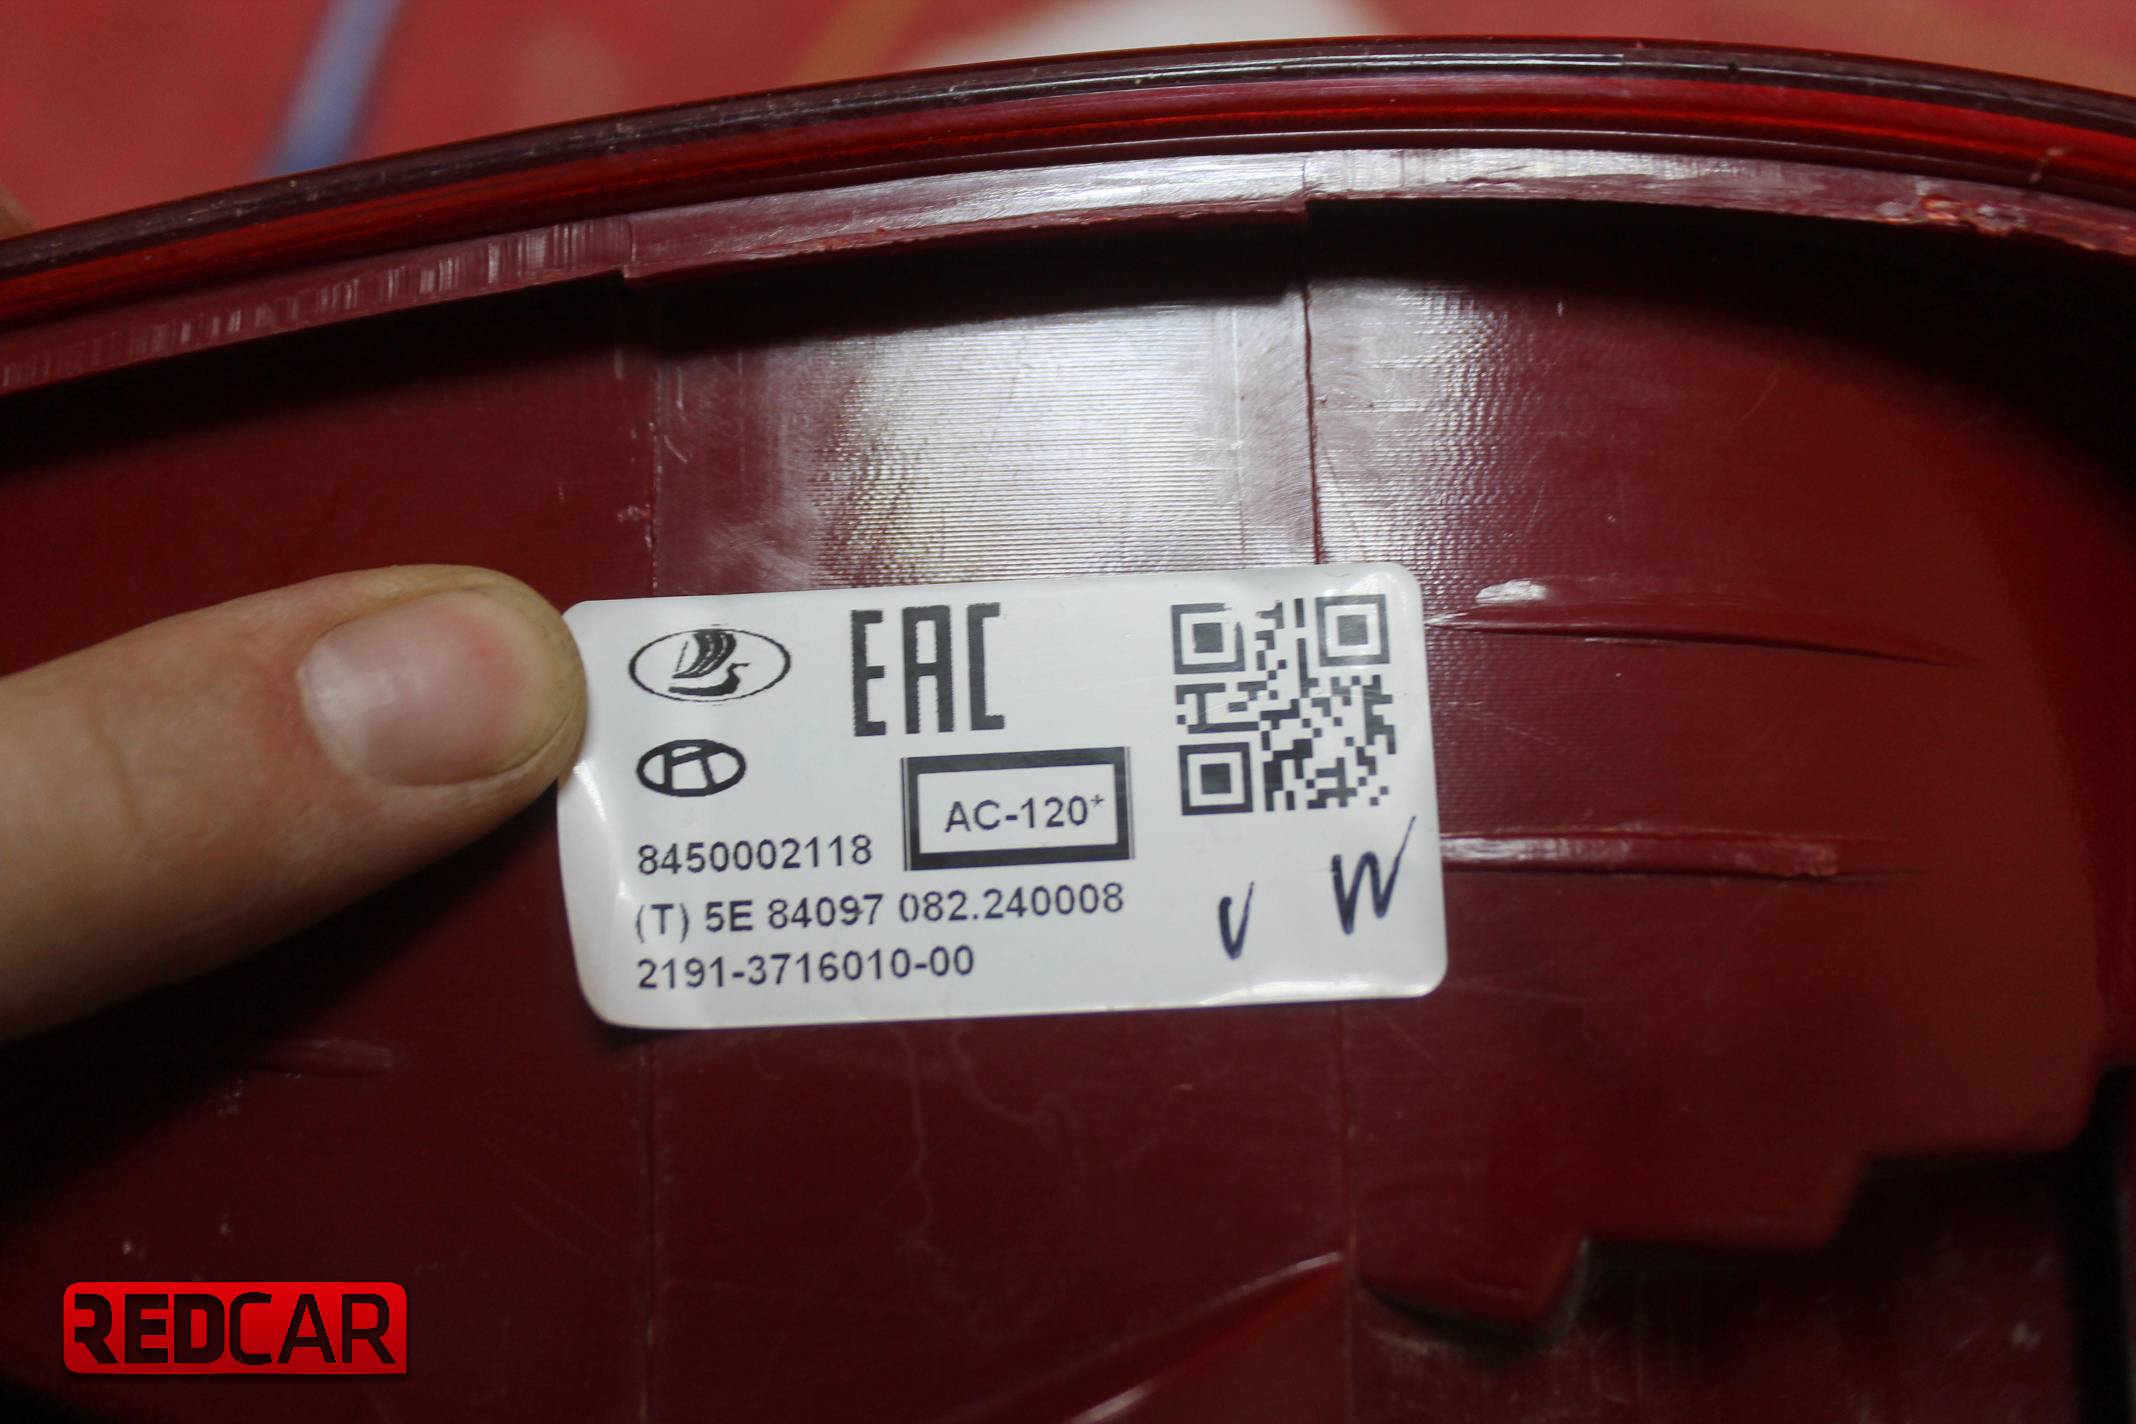 EAC
AC-120*
8450002118
(T) 5E 84097 082.240008
2191-3716010-00
V W
REDCAR